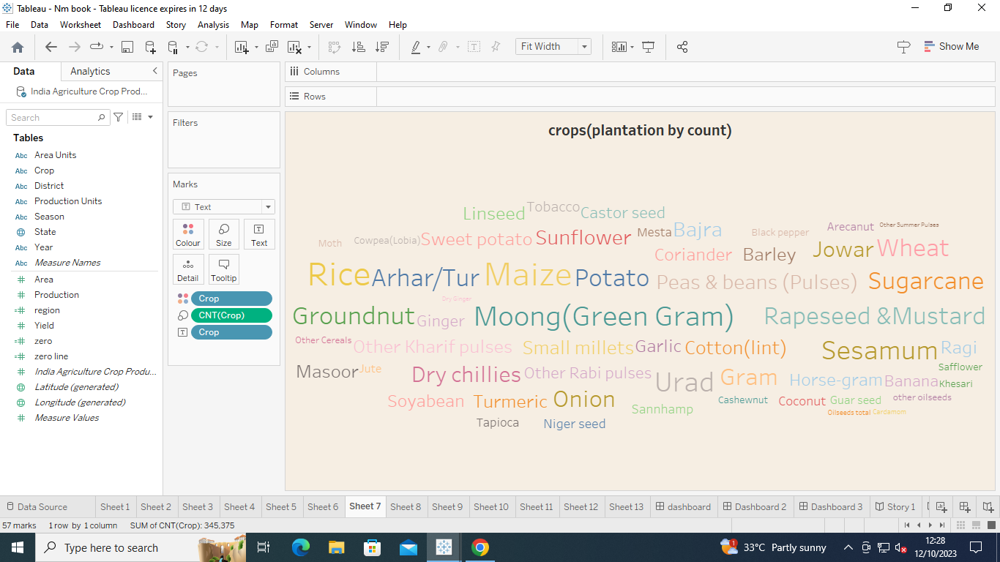 Tableau - Nm book - Tableau licence expires in 12 days
File Data Worksheet Dashboard Story Analysis Map Format Server Window Help
Fit Width
Show Me
Data Analytics
India Agriculture Crop Prod...
Search
Tables
Abc Area Units
Abc Crop
Abc District
Abc Production Units
Abc Season
State
Abc Year
Abc Measure Names
Area
Production
region
Yield
zero
zero line
India Agriculture Crop Produ...
Latitude (generated)
Longitude (generated)
Measure Values
Pages
Filters
Marks
Text
Colour Size Text
Detail Tooltip
Crop
CNT(Crop)
Crop
Columns
Rows
crops(plantation by count)
Linseed Tobacco Castor seed
Moth Cowpea(Lobia) Sweet potato Sunflower Mesta Bajra Black pepper Arecanut Other Summer Pulses
Coriander Barley Jowar Wheat
Rice Arhar/Tur Maize Potato Peas & beans (Pulses) Sugarcane
Dry Ginger
Groundnut Ginger Moong(Green Gram) Rapeseed &Mustard
Other Cereals Other Kharif pulses Small millets Garlic Cotton(lint) Sesamum Ragi
Masoor Jute Dry chillies Other Rabi pulses Urad Gram Horse-gram Banana Safflower
Khesari
Soyabean Turmeric Onion Sannhamp Cashewnut Coconut Guar seed other oilseeds
Oilseeds total Cardamom
Tapioca Niger seed
Data Source Sheet 1 Sheet 2 Sheet 3 Sheet 4 Sheet 5 Sheet 6 Sheet 7 Sheet 8 Sheet 9 Sheet 10 Sheet 11 Sheet 12 Sheet 13 dashboard Dashboard 2 Dashboard 3 Story 1
57 marks 1 row by 1 column SUM of CNT(Crop): 345,375
Type here to search
33°C Partly sunny
12:28
12/10/2023